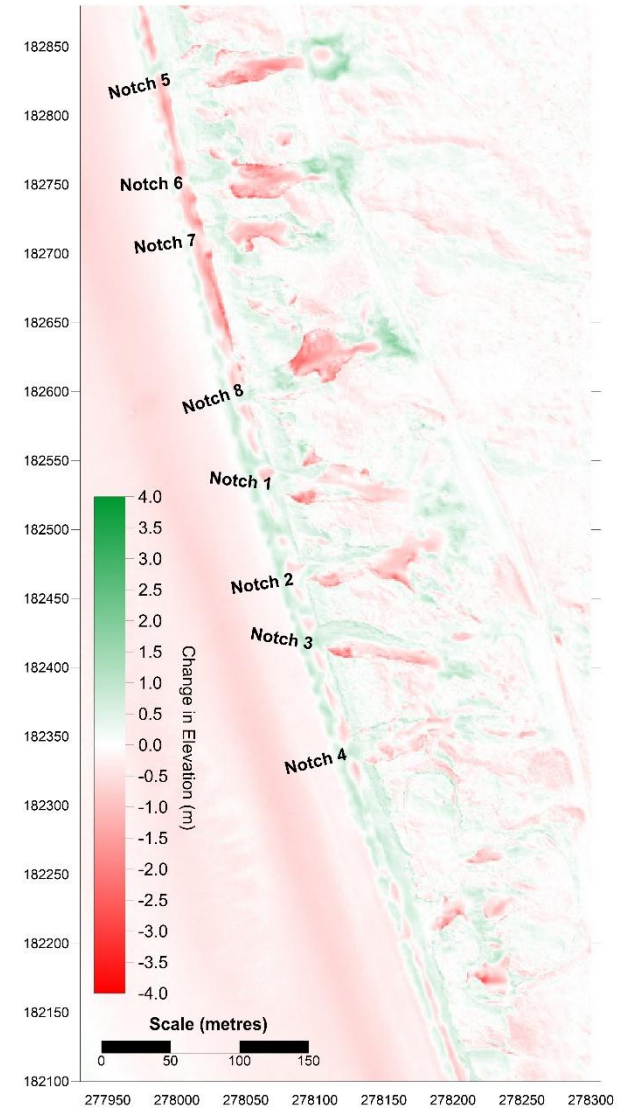 182850
Notch 5
182800
Notch 6
182750
Notch 7
182700
182650
182600
Notch 8
182550
Notch 1
182500
Notch 2
182450
Notch 3
182400
182350
Notch 4
182300
182250
182200
182150
182100
4.0
3.5
3.0
2.5
2.0
1.5
1.0
0.5
0.0
-0.5
-1.0
-1.5
-2.0
-2.5
-3.0
-3.5
-4.0
Change in Elevation (m)
Scale (metres)
0 50 100 150
277950 278000 278050 278100 278150 278200 278250 278300